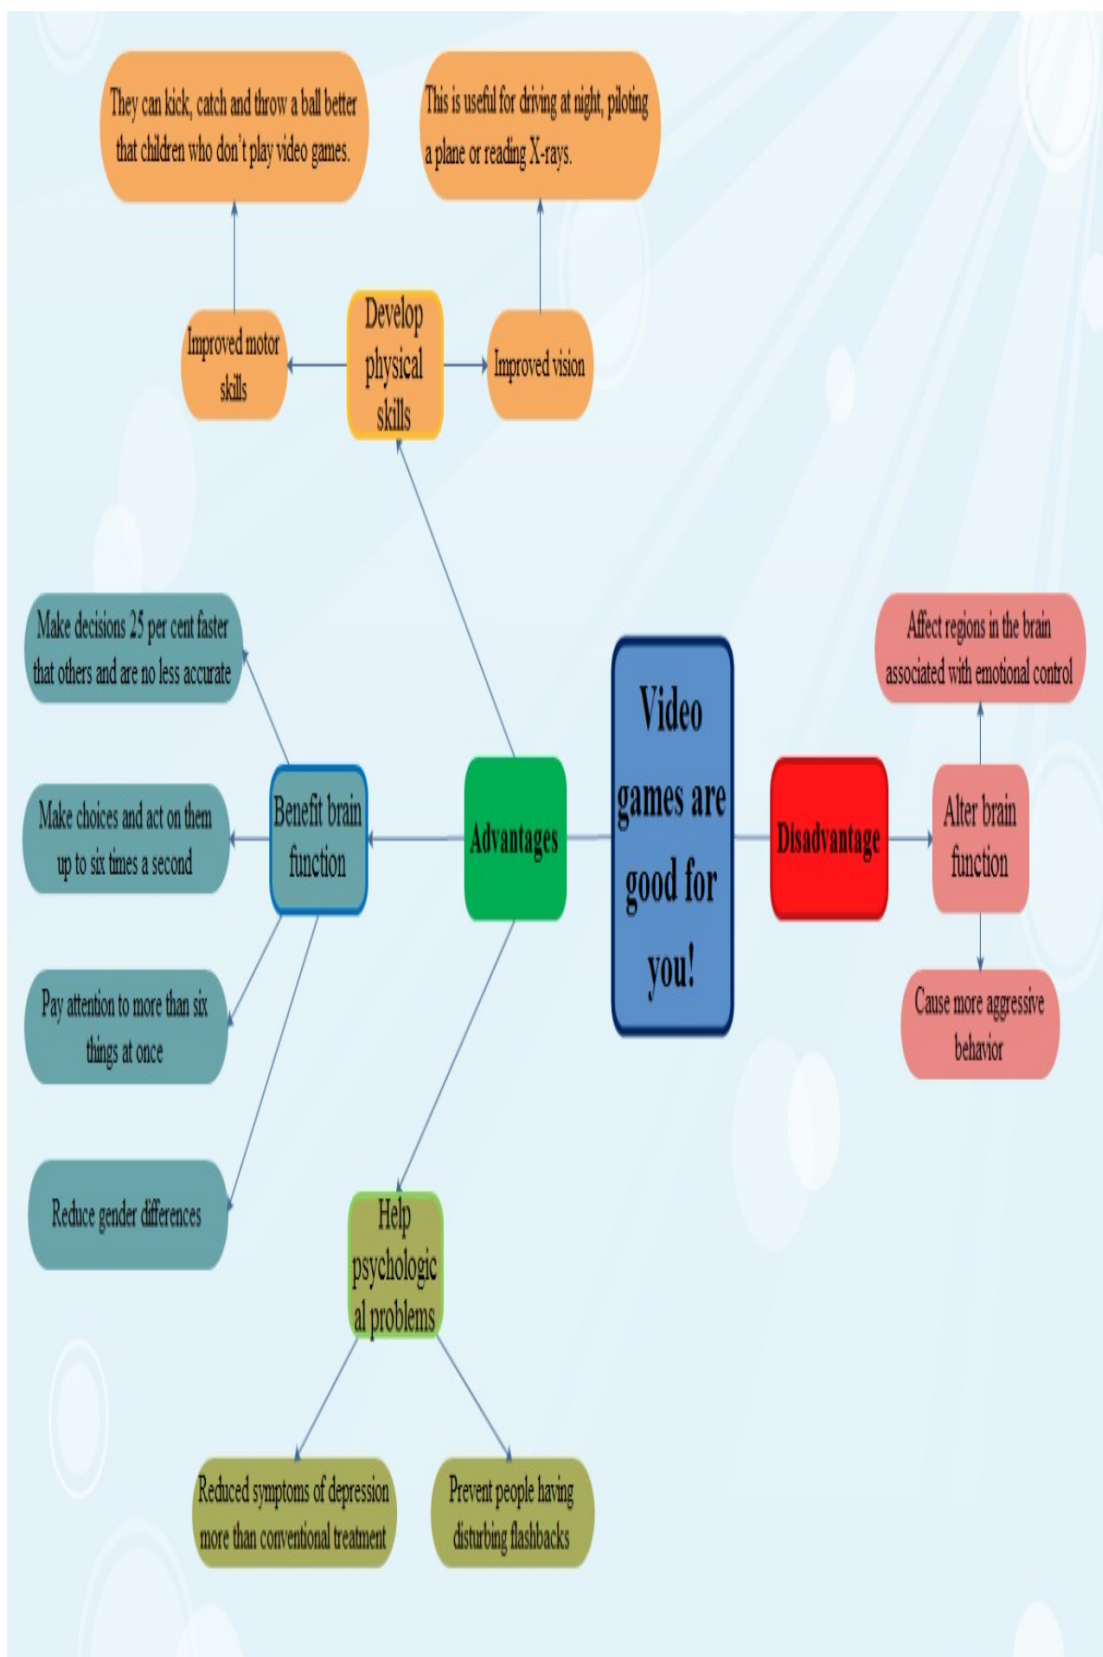 They can kick, catch and throw a ball better
that children who don't play video games.
This is useful for driving at night, piloting
a plane or reading X-rays.
Improved motor
skills
Develop
physical
skills
Improved vision
Make decisions 25 per cent faster
that others and are no less accurate
Make choices and act on them
up to six times a second
Pay attention to more than six
things at once
Reduce gender differences
Benefit brain
function
Advantages
Video
games are
good for
you!
Disadvantage
Alter brain
function
Affect regions in the brain
associated with emotional control
Cause more aggressive
behavior
Help
psychologic
al problems
Reduced symptoms of depression
more than conventional treatment
Prevent people having
disturbing flashbacks